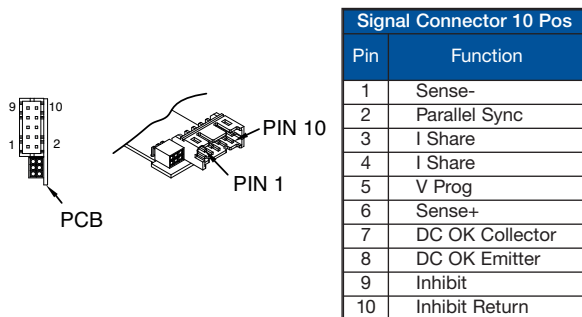 9 10
1 2
PCB
PIN 10
PIN 1
Signal Connector 10 Pos
Pin Function
1 Sense-
2 Parallel Sync
3 I Share
4 I Share
5 V Prog
6 Sense+
7 DC OK Collector
8 DC OK Emitter
9 Inhibit
10 Inhibit Return